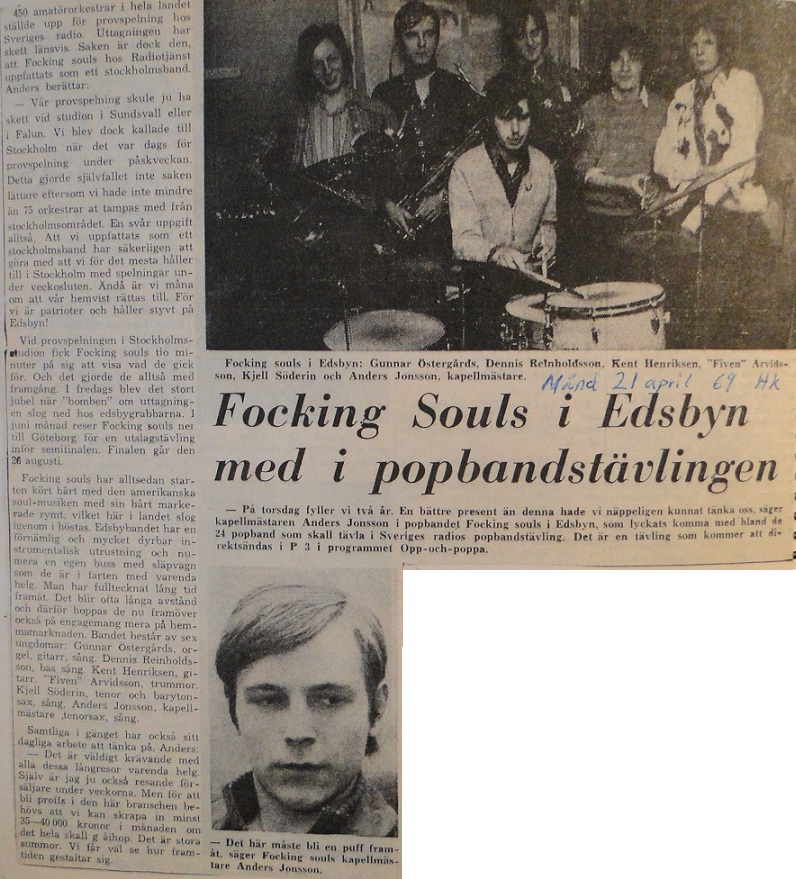 Focking souls i Edsbyn: Gunnar Östergårds, Dennis Reinholdsson, Kent Henriksen, "Fiven" Arvids-
son, Kjell Söderin och Anders Jonsson, kapellmästare.
Månd 21 april 69 HK
Focking Souls i Edsbyn
med i popbandstävlingen
— På torsdag fyller vi två år. En bättre present än denna hade vi näppeligen kunnat tänka oss, säger
kapellmästaren Anders Jonsson i popbandet Focking souls i Edsbyn, som lyckats komma med bland de
24 popband som skall tävla i Sveriges radios popbandstävling. Det är en tävling som kommer att di-
rektsändas i P 3 i programmet Opp-och-poppa.
450 amatörorkestrar i hela landet
ställde upp för provspelning hos
Sveriges radio. Uttagningen har
skett länsvis. Saken är dock den,
att Focking souls hos Radiotjänst
uppfattats som ett stockholmsband.
Anders berättar:
— Vår provspelning skule ju ha
skett vid studion i Sundsvall eller
i Falun. Vi blev dock kallade till
Stockholm när det var dags för
provspelning under påskveckan.
Detta gjorde självfallet inte saken
lättare eftersom vi hade inte mindre
än 75 orkestrar att tampas med från
stockholmsområdet. En svår uppgift
alltså. Att vi uppfattats som ett
stockholmsband har säkerligen att
göra med att vi för det mesta håller
till i Stockholm med spelningar un-
der veckosluten. Ändå är vi måna
om att vår hemvist rättas till. För
vi är patrioter och håller styvt på
Edsbyn!
Vid provspelningen i Stockholms-
studion fick Focking souls tio mi-
nuter på sig att visa vad de gick
för. Och det gjorde de alltså med
framgång. I fredags blev det stort
jubel när "bomben" om uttagning-
en slog ned hos edsbygrabbarna. I
juni månad reser Focking souls ner
till Göteborg för en utslagstävling
inför semifinalen. Finalen går den
26 augusti.
Focking souls har alltsedan star-
ten kört hårt med den amerikanska
soul-musiken med sin hårt marke-
rade rymt, vilket här i landet slog
igenom i höstas. Edsbybandet har en
förnämlig och mycket dyrbar in-
strumentalisk utrustning och nu-
mera en egen buss med släpvagn
som de är i farten med varenda
helg. Man har fulltecknat lång tid
framåt. Det blir ofta långa avstånd
och därför hoppas de nu framöver
också på engagemang mera på hem-
mamarknaden. Bandet består av sex
ungdomar: Gunnar Östergårds, or-
gel, gitarr, sång. Dennis Reinholds-
son, bas sång. Kent Henriksen, gi-
tarr. "Fiven" Arvidsson, trummor.
Kjell Söderin, tenor och baryton-
sax, sång. Anders Jonsson, kapell-
mästare ,tenorsax, sång.
Samtliga i gänget har också sitt
dagliga arbete att tänka på. Anders:
— Det är väldigt krävande med
alla dessa långresor varenda helg.
Själv är jag ju också resande för-
säljare under veckorna. Men för att
bli proffs i den här branschen be-
hövs att vi kan skrapa in minst
35—40 000 kronor i månaden om
det hela skall g åihop. Det är stora
summor. Vi får väl se hur fram-
tiden gestaltar sig.
— Det här måste bli en puff fram-
åt, säger Focking souls kapellmäs-
tare Anders Jonsson.